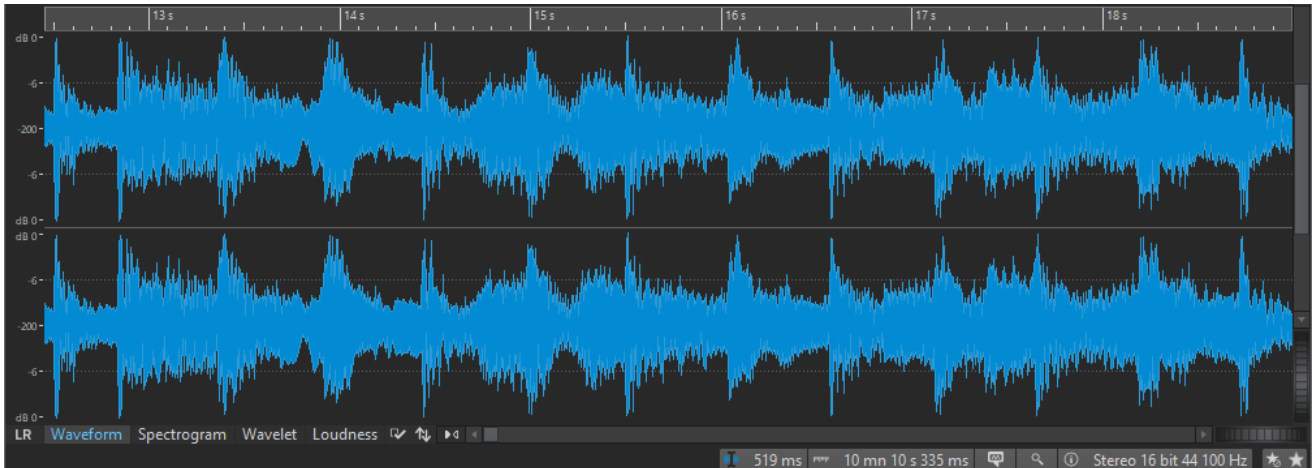 13 s 14 s 15 s 16 s 17 s 18 s
dB 0
-6
-200
-6
dB 0
dB 0
-6
-200
-6
dB 0
LR Waveform Spectrogram Wavelet Loudness
519 ms 10 mn 10 s 335 ms Stereo 16 bit 44 100 Hz